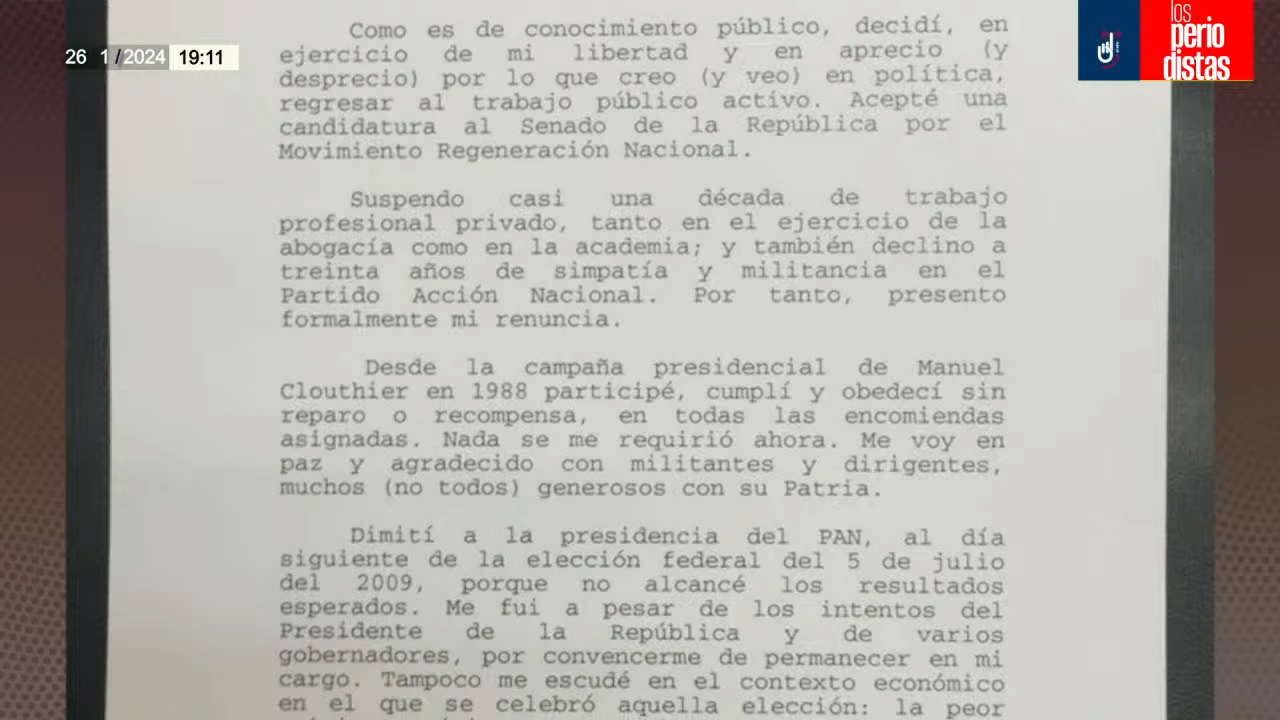 26 1/2024 19:11
los
perio
distas
Como es de conocimiento público, decidí, en
ejercicio de mi libertad y en aprecio (y
desprecio) por lo que creo (y veo) en política,
regresar al trabajo público activo. Acepté una
candidatura al Senado de la República por el
Movimiento Regeneración Nacional.
Suspendo casi una década de trabajo
profesional privado, tanto en el ejercicio de la
abogacía como en la academia; y también declino a
treinta años de simpatía y militancia en el
Partido Acción Nacional. Por tanto, presento
formalmente mi renuncia.
Desde la campaña presidencial de Manuel
Clouthier en 1988 participé, cumplí y obedecí sin
reparo o recompensa, en todas las encomiendas
asignadas. Nada se me requirió ahora. Me voy en
paz y agradecido con militantes y dirigentes,
muchos (no todos) generosos con su Patria.
Dimití a la presidencia del PAN, al día
siguiente de la elección federal del 5 de julio
del 2009, porque no alcancé los resultados
esperados. Me fui a pesar de los intentos del
Presidente de la República y de varios
gobernadores, por convencerme de permanecer en mi
cargo. Tampoco me escudé en el contexto económico
en el que se celebró aquella elección: la peor